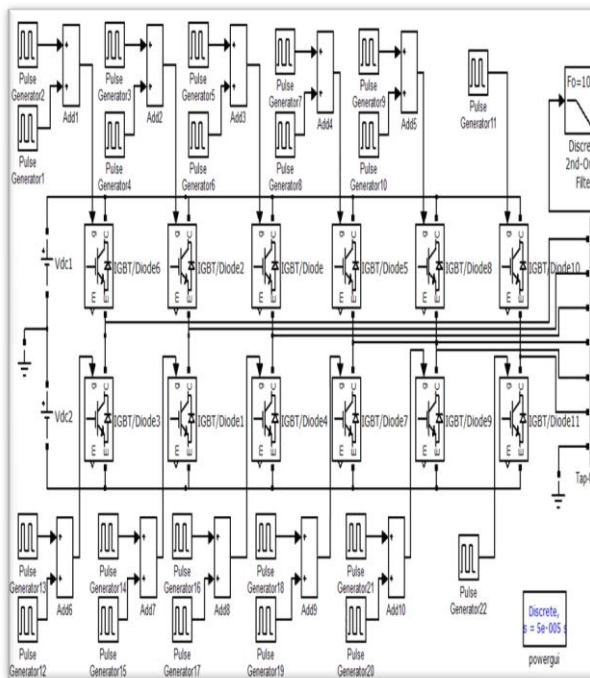 Pulse Generator2
Add1
Pulse Generator3
Add2
Pulse Generator5
Add3
Pulse Generator7
Add4
Pulse Generator9
Add5
Pulse Generator11
Fo=10
Discre
2nd-Or
Filte
Pulse Generator1
Pulse Generator4
Pulse Generator6
Pulse Generator8
Pulse Generator10
Vdc1
g C m E
IGBT/Diode6
g C m E
IGBT/Diode2
g C m E
IGBT/Diode
g C m E
IGBT/Diode5
g C m E
IGBT/Diode8
g C m E
IGBT/Diode10
Vdc2
g C m E
IGBT/Diode3
g C m E
IGBT/Diode1
g C m E
IGBT/Diode4
g C m E
IGBT/Diode7
g C m E
IGBT/Diode9
g C m E
IGBT/Diode11
Pulse Generator13
Add6
Pulse Generator14
Add7
Pulse Generator16
Add8
Pulse Generator18
Add9
Pulse Generator21
Add10
Pulse Generator22
Pulse Generator12
Pulse Generator15
Pulse Generator17
Pulse Generator19
Pulse Generator20
Discrete,
s = 5e-005 s
powergui